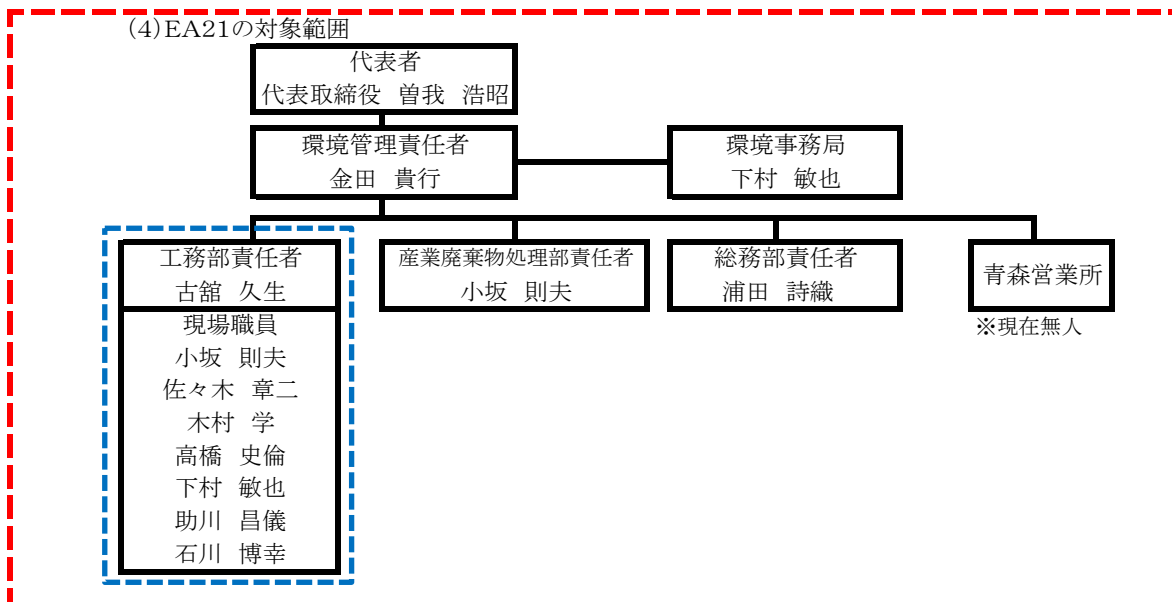 (4)EA21の対象範囲
代表者
代表取締役 曽我 浩昭
環境管理責任者
金田 貴行
環境事務局
下村 敏也
工務部責任者
古舘 久生
産業廃棄物処理部責任者
小坂 則夫
総務部責任者
浦田 詩織
青森営業所
※現在無人
現場職員
小坂 則夫
佐々木 章二
木村 学
高橋 史倫
下村 敏也
助川 昌儀
石川 博幸